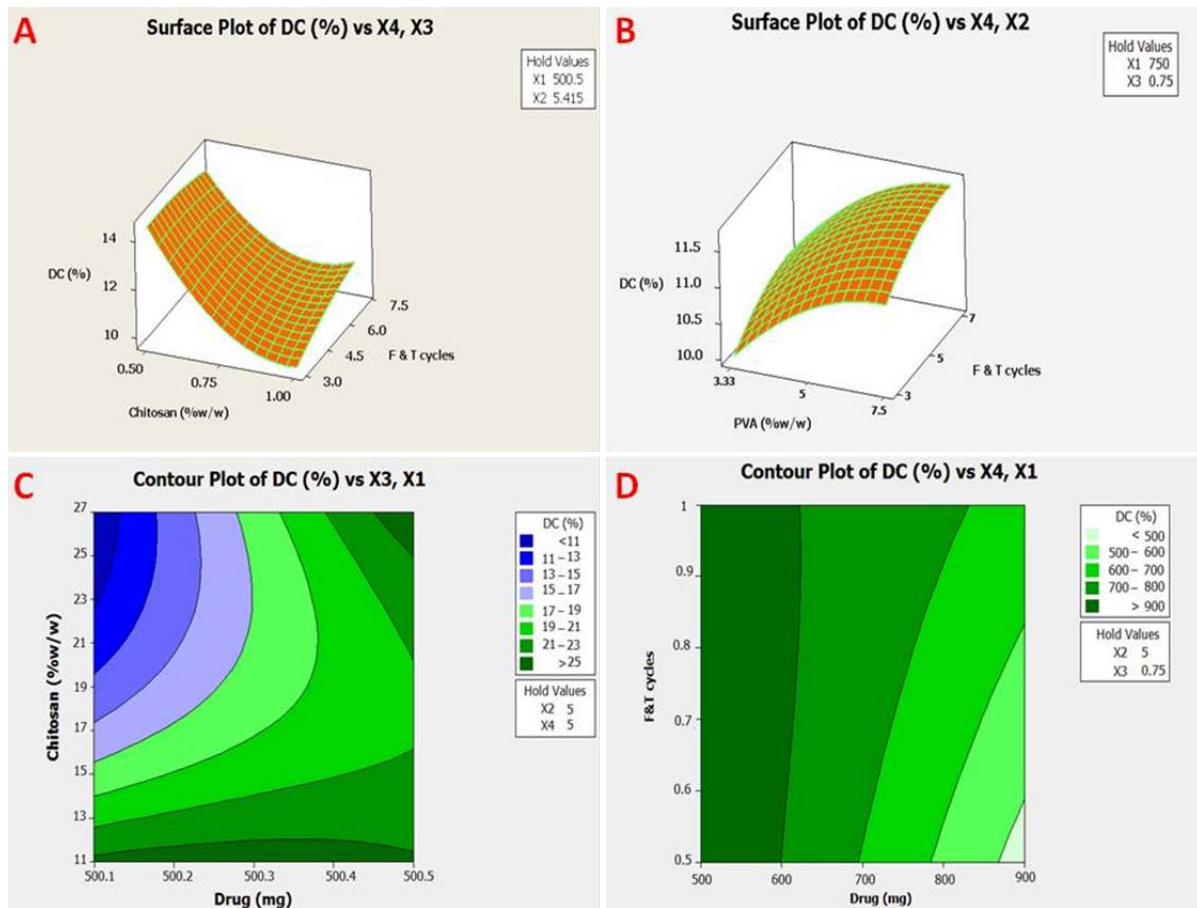 A
Surface Plot of DC (%) vs X4, X3
Hold Values
X1 500.5
X2 5.415
14
12
10
DC (%)
0.50
0.75
1.00
Chitosan (%w/w)
3.0
4.5
6.0
7.5
F & T cycles
B
Surface Plot of DC (%) vs X4, X2
Hold Values
X1 750
X3 0.75
11.5
11.0
10.5
10.0
DC (%)
3.33
5
7.5
PVA (%w/w)
3
5
7
F & T cycles
C
Contour Plot of DC (%) vs X3, X1
27
25
23
21
19
17
15
13
11
Chitosan (%w/w)
500.1 500.2 500.3 500.4 500.5
Drug (mg)
DC (%)
<11
11 – 13
13 – 15
15 – 17
17 – 19
19 – 21
21 – 23
>25
Hold Values
X2 5
X4 5
D
Contour Plot of DC (%) vs X4, X1
1
0.9
0.8
0.7
0.6
0.5
F&T cycles
500 600 700 800 900
Drug (mg)
DC (%)
< 500
500 – 600
600 – 700
700 – 800
> 900
Hold Values
X2 5
X3 0.75